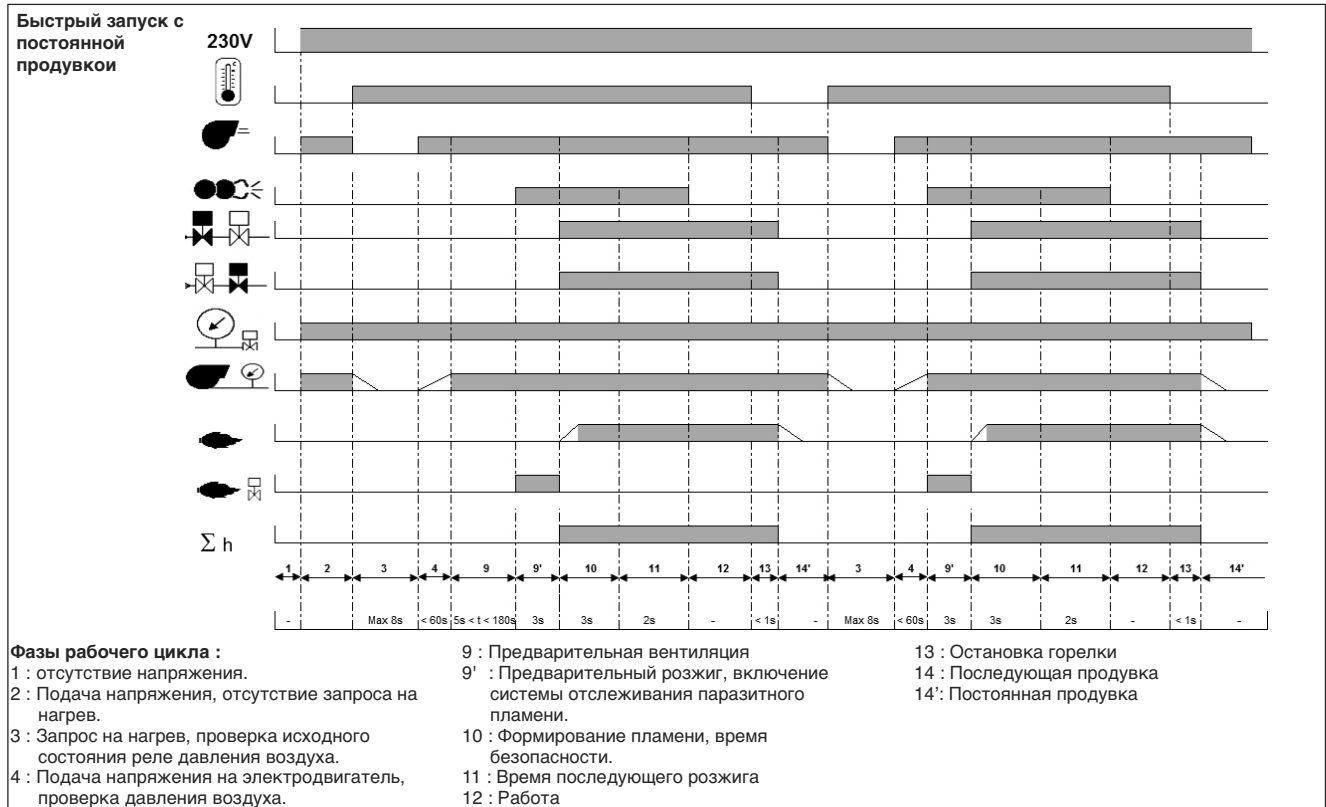 Быстрый запуск с
постоянной
продувкои
230V
Σ h
1 2 3 4 9 9' 10 11 12 13 14' 3 4 9' 10 11 12 13 14'
- Max 8s < 60s 5s < t < 180s 3s 3s 2s - < 1s - Max 8s < 60s 3s 3s 2s - < 1s -
Фазы рабочего цикла :
1 : отсутствие напряжения.
2 : Подача напряжения, отсутствие запроса на
нагрев.
3 : Запрос на нагрев, проверка исходного
состояния реле давления воздуха.
4 : Подача напряжения на электродвигатель,
проверка давления воздуха.
9 : Предварительная вентиляция
9' : Предварительный розжиг, включение
системы отслеживания паразитного
пламени.
10 : Формирование пламени, время
безопасности.
11 : Время последующего розжига
12 : Работа
13 : Остановка горелки
14 : Последующая продувка
14’: Постоянная продувка